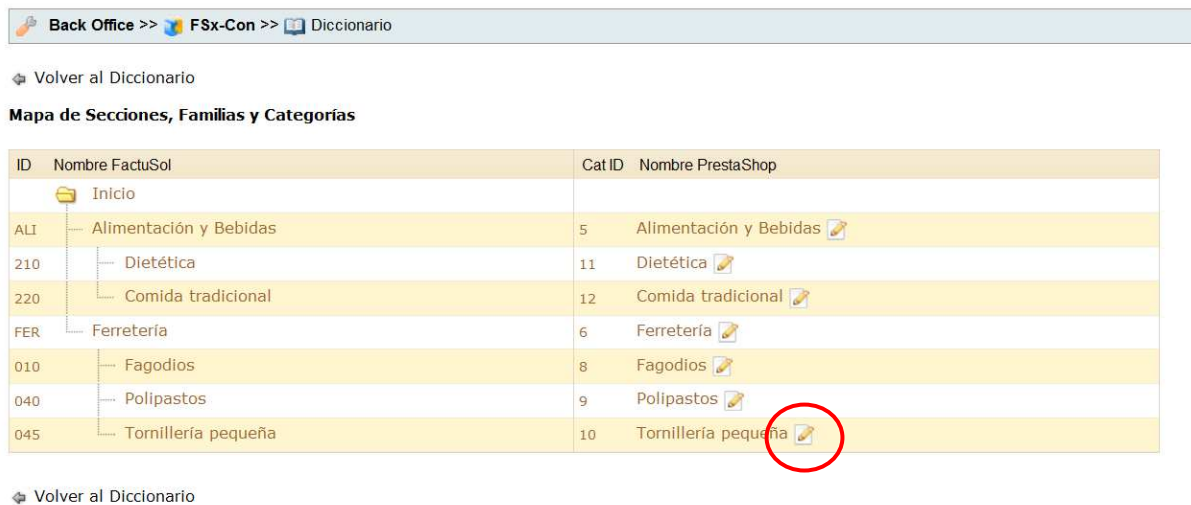 Back Office >> FSx-Con >> Diccionario
Volver al Diccionario
Mapa de Secciones, Familias y Categorías
ID Nombre FactuSol Cat ID Nombre PrestaShop
Inicio
ALI Alimentación y Bebidas 5 Alimentación y Bebidas
210 Dietética 11 Dietética
220 Comida tradicional 12 Comida tradicional
FER Ferretería 6 Ferretería
010 Fagodios 8 Fagodios
040 Polipastos 9 Polipastos
045 Tornillería pequeña 10 Tornillería pequeña
Volver al Diccionario